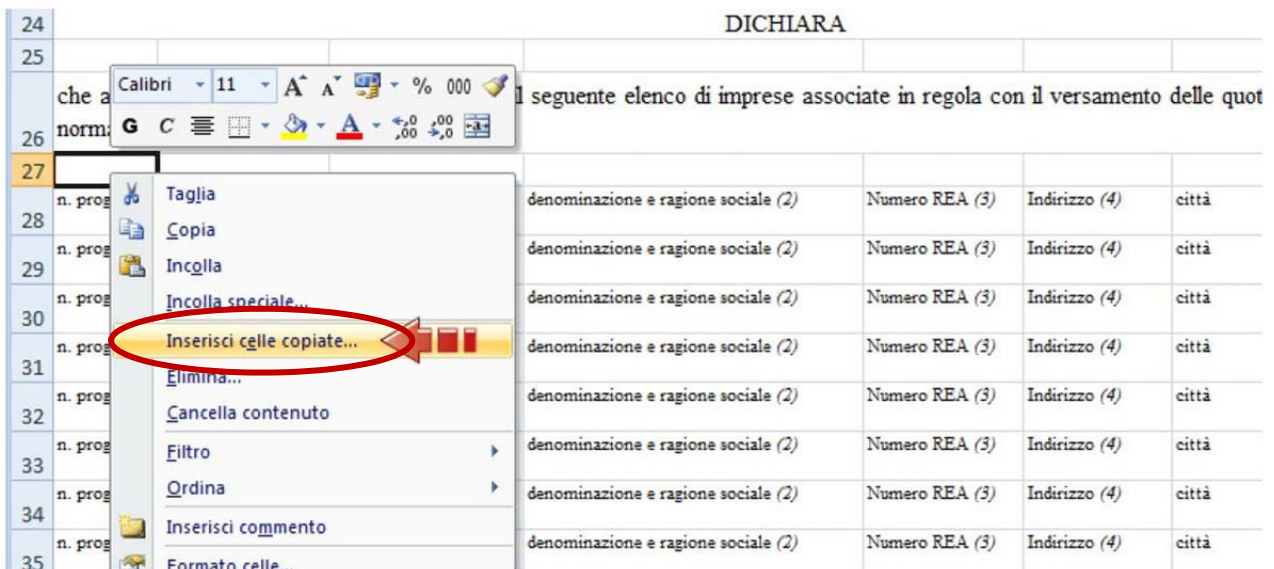 24 DICHIARA
25
Calibri 11 A A % 000
che a l seguente elenco di imprese associate in regola con il versamento delle quot
G C A ,0 ,00 ,00 ,0 a
26 norma
27
Taglia
28 n. prog denominazione e ragione sociale (2) Numero REA (3) Indirizzo (4) città
Copia
29 n. prog denominazione e ragione sociale (2) Numero REA (3) Indirizzo (4) città
Incolla
30 n. prog denominazione e ragione sociale (2) Numero REA (3) Indirizzo (4) città
Incolla speciale...
31 n. prog denominazione e ragione sociale (2) Numero REA (3) Indirizzo (4) città
Inserisci celle copiate...
Elimina...
32 n. prog denominazione e ragione sociale (2) Numero REA (3) Indirizzo (4) città
Cancella contenuto
33 n. prog denominazione e ragione sociale (2) Numero REA (3) Indirizzo (4) città
Filtro
34 n. prog denominazione e ragione sociale (2) Numero REA (3) Indirizzo (4) città
Ordina
Inserisci commento
35 n. prog denominazione e ragione sociale (2) Numero REA (3) Indirizzo (4) città
Formato celle...